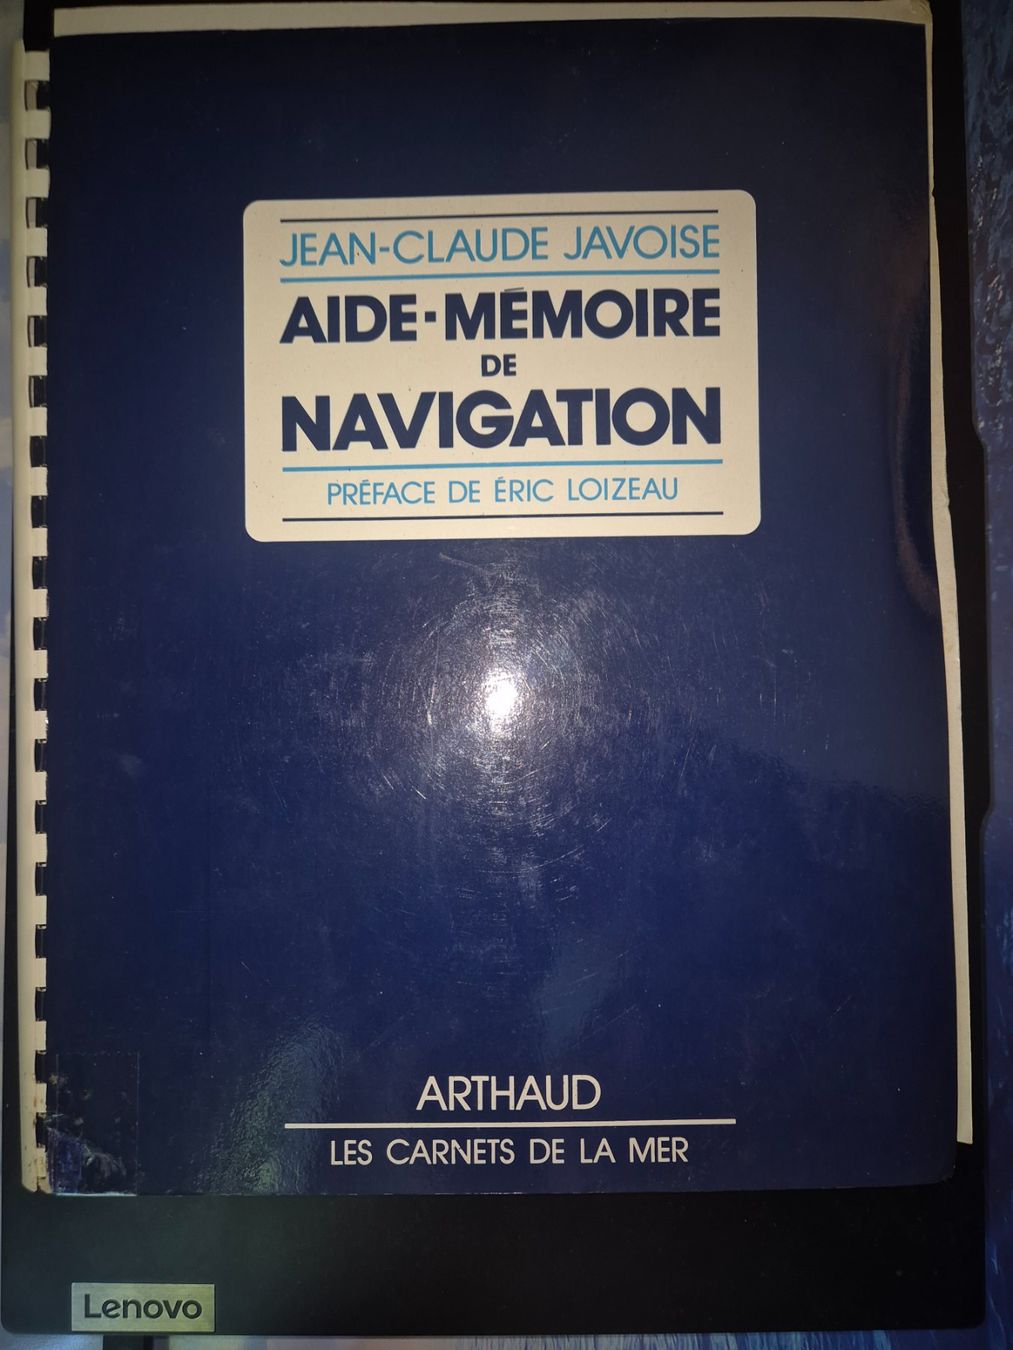 JEAN-CLAUDE JAVOISE
AIDE-MÉMOIRE
DE
NAVIGATION
PRÉFACE DE ÉRIC LOIZEAU
ARTHAUD
LES CARNETS DE LA MER
Lenovo